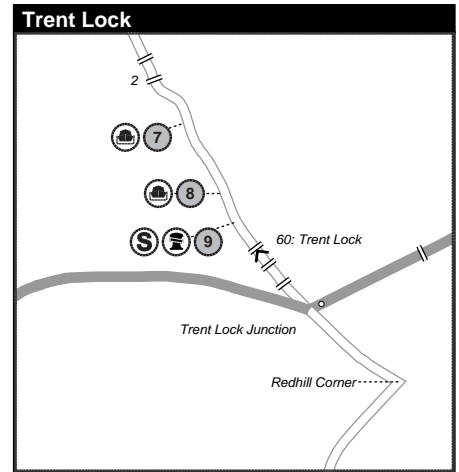 Trent Lock
2
7
8
S 9
60: Trent Lock
Trent Lock Junction
Redhill Corner